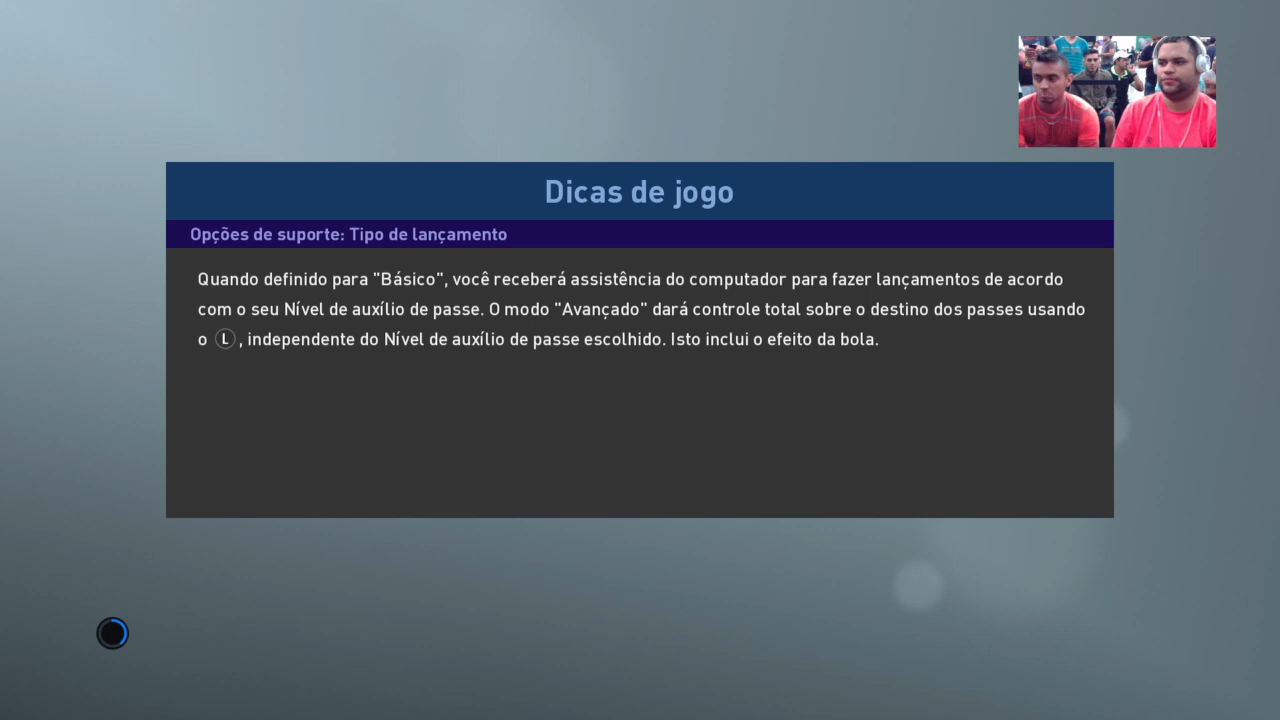 Dicas de jogo
Opções de suporte: Tipo de lançamento
Quando definido para "Básico", você receberá assistência do computador para fazer lançamentos de acordo
com o seu Nível de auxílio de passe. O modo "Avançado" dará controle total sobre o destino dos passes usando
o L, independente do Nível de auxílio de passe escolhido. Isto inclui o efeito da bola.